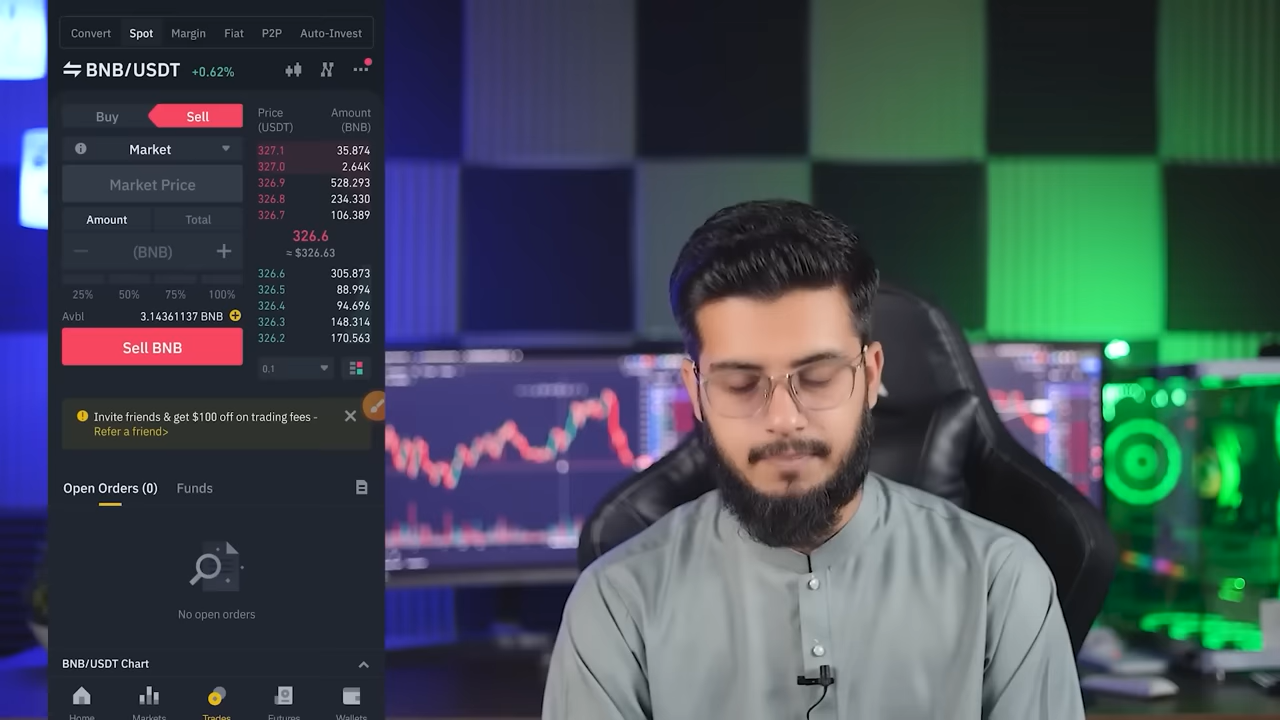 Convert Spot Margin Fiat P2P Auto-Invest
BNB/USDT +0.62%
Buy Sell
Market
Market Price
Amount Total
(BNB)
25% 50% 75% 100%
Avbl 3.14361137 BNB
Sell BNB
Price Amount
(USDT) (BNB)
327.1 35.874
327.0 2.64K
326.9 528.293
326.8 234.330
326.7 106.389
326.6
≈ $326.63
326.6 305.873
326.5 88.994
326.4 94.696
326.3 148.314
326.2 170.563
0.1
Invite friends & get $100 off on trading fees -
Refer a friend>
Open Orders (0) Funds
No open orders
BNB/USDT Chart
Home Markets Trades Futures Wallets